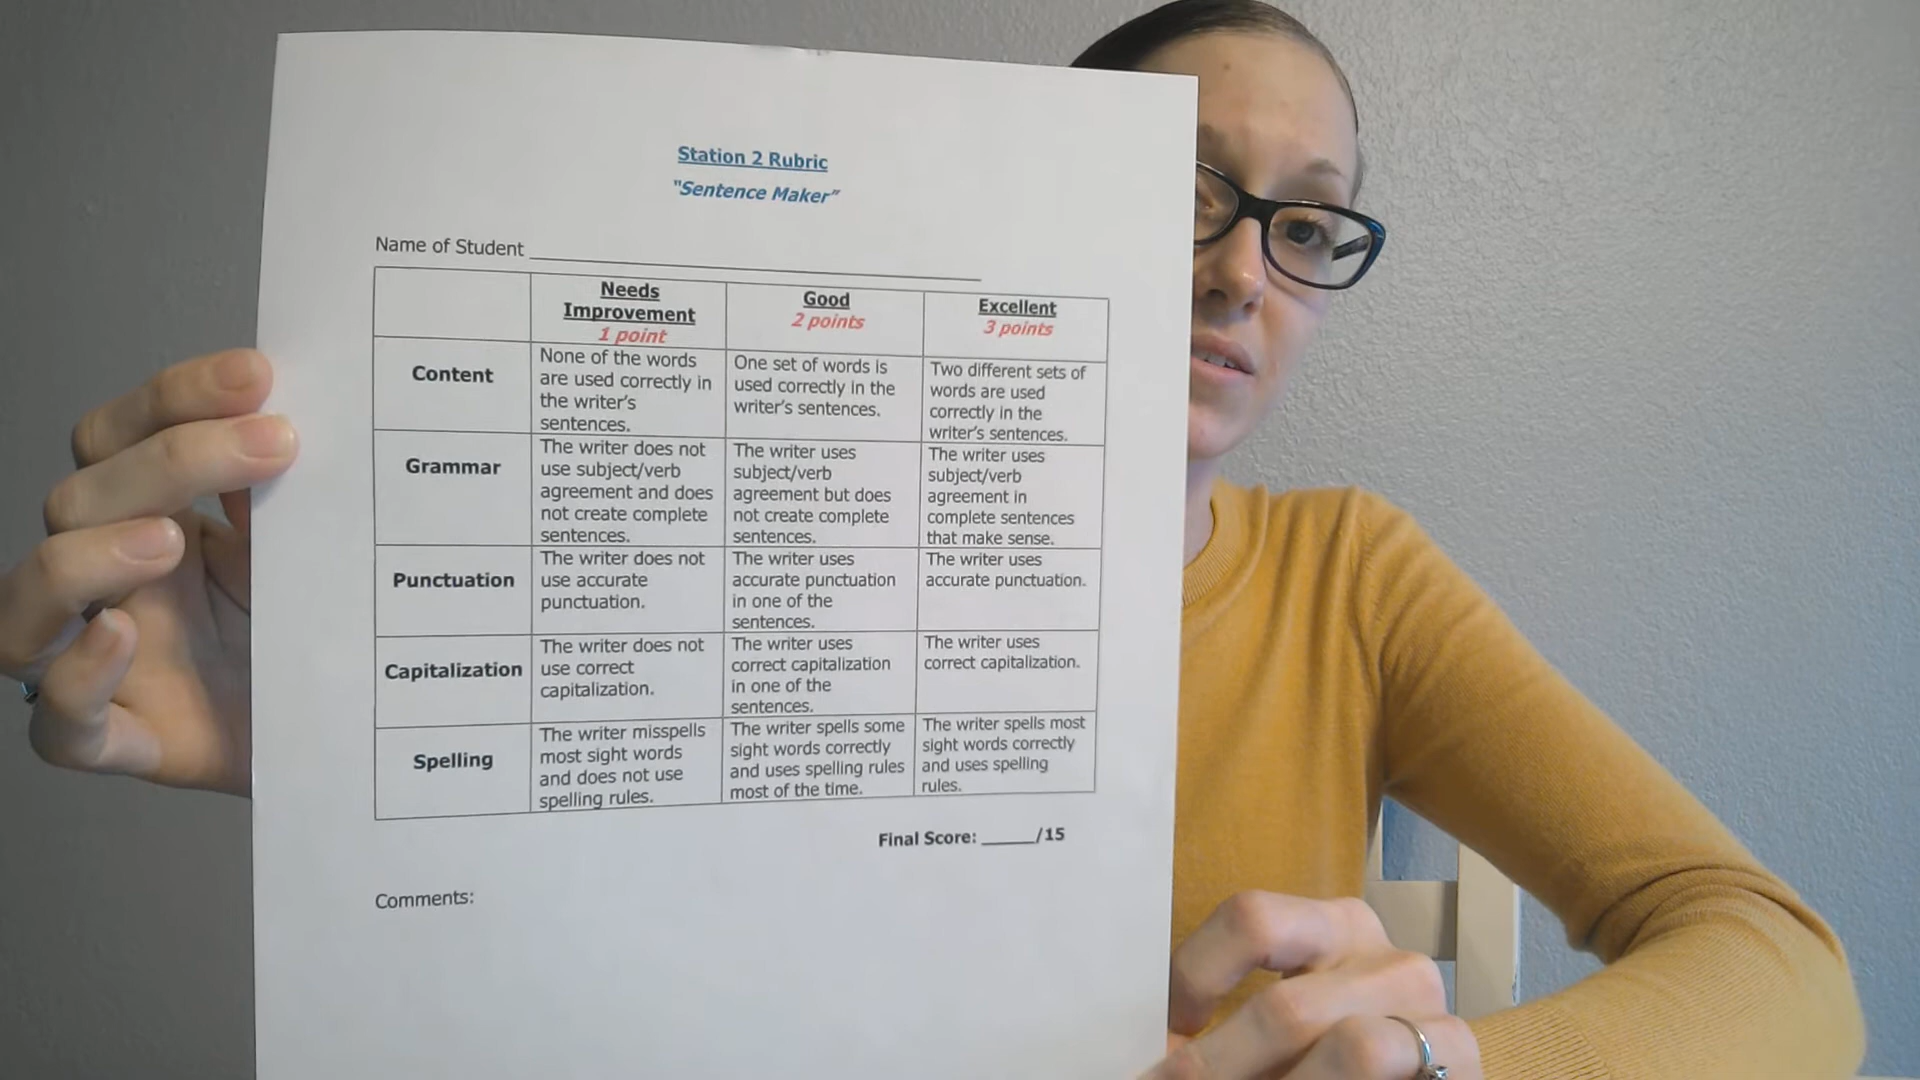 Station 2 Rubric
"Sentence Maker"
Name of Student
Needs
Improvement
1 point
Good
2 points
Excellent
3 points
Content
None of the words
are used correctly in
the writer's
sentences.
One set of words is
used correctly in the
writer's sentences.
Two different sets of
words are used
correctly in the
writer's sentences.
Grammar
The writer does not
use subject/verb
agreement and does
not create complete
sentences.
The writer uses
subject/verb
agreement but does
not create complete
sentences.
The writer uses
subject/verb
agreement in
complete sentences
that make sense.
Punctuation
The writer does not
use accurate
punctuation.
The writer uses
accurate punctuation
in one of the
sentences.
The writer uses
accurate punctuation.
Capitalization
The writer does not
use correct
capitalization.
The writer uses
correct capitalization
in one of the
sentences.
The writer uses
correct capitalization.
Spelling
The writer misspells
most sight words
and does not use
spelling rules.
The writer spells some
sight words correctly
and uses spelling rules
most of the time.
The writer spells most
sight words correctly
and uses spelling
rules.
Final Score: _____/15
Comments: